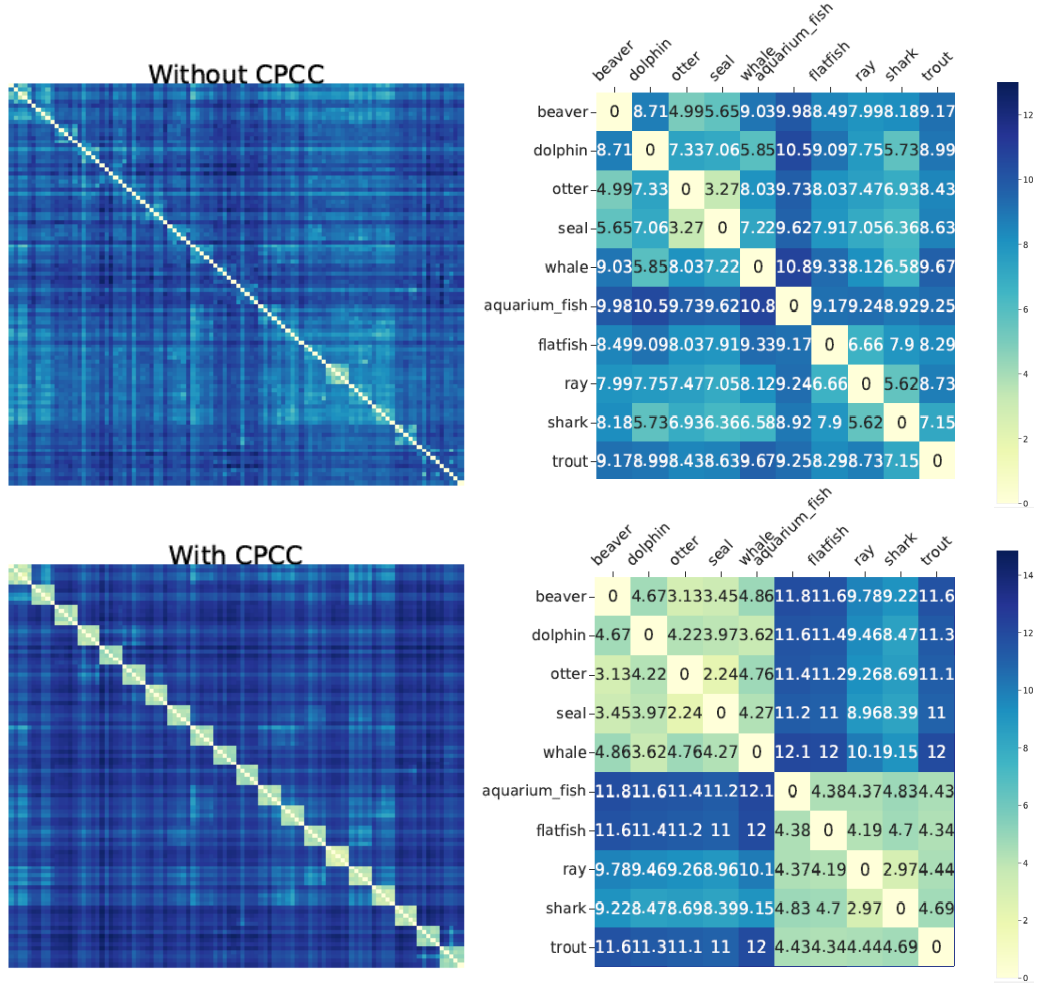 Without CPCC
beaver dolphin otter seal whale aquarium_fish flatfish ray shark trout
beaver 0 8.71 4.99 5.65 9.03 9.98 8.49 7.99 8.18 9.17
dolphin 8.71 0 7.33 7.06 5.85 10.5 9.09 7.75 5.73 8.99
otter 4.99 7.33 0 3.27 8.03 9.73 8.03 7.47 6.93 8.43
seal 5.65 7.06 3.27 0 7.22 9.62 7.91 7.05 6.36 8.63
whale 9.03 5.85 8.03 7.22 0 10.8 9.33 8.12 6.58 9.67
aquarium_fish 9.98 10.5 9.73 9.62 10.8 0 9.17 9.24 8.92 9.25
flatfish 8.49 9.09 8.03 7.91 9.33 9.17 0 6.66 7.9 8.29
ray 7.99 7.75 7.47 7.05 8.12 9.24 6.66 0 5.62 8.73
shark 8.18 5.73 6.93 6.36 6.58 8.92 7.9 5.62 0 7.15
trout 9.17 8.99 8.43 8.63 9.67 9.25 8.29 8.73 7.15 0
12
10
8
6
4
2
0
With CPCC
beaver dolphin otter seal whale aquarium_fish flatfish ray shark trout
beaver 0 4.67 3.13 3.45 4.86 11.8 11.6 9.78 9.22 11.6
dolphin 4.67 0 4.22 3.97 3.62 11.6 11.4 9.46 8.47 11.3
otter 3.13 4.22 0 2.24 4.76 11.4 11.2 9.26 8.69 11.1
seal 3.45 3.97 2.24 0 4.27 11.2 11 8.96 8.39 11
whale 4.86 3.62 4.76 4.27 0 12.1 12 10.1 9.15 12
aquarium_fish 11.8 11.6 11.4 11.2 12.1 0 4.38 4.37 4.83 4.43
flatfish 11.6 11.4 11.2 11 12 4.38 0 4.19 4.7 4.34
ray 9.78 9.46 9.26 8.96 10.1 4.37 4.19 0 2.97 4.44
shark 9.22 8.47 8.69 8.39 9.15 4.83 4.7 2.97 0 4.69
trout 11.6 11.3 11.1 11 12 4.43 4.34 4.44 4.69 0
14
12
10
8
6
4
2
0